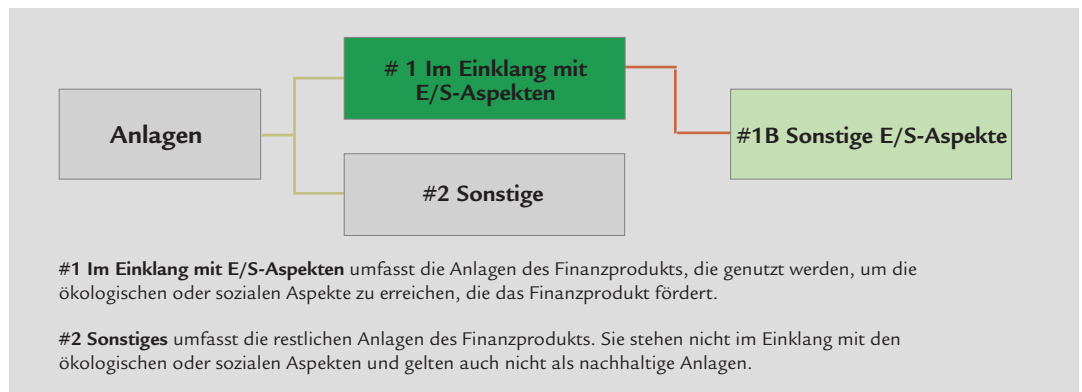 # 1 Im Einklang mit
E/S-Aspekten
Anlagen
#1B Sonstige E/S-Aspekte
#2 Sonstige
#1 Im Einklang mit E/S-Aspekten umfasst die Anlagen des Finanzprodukts, die genutzt werden, um die
ökologischen oder sozialen Aspekte zu erreichen, die das Finanzprodukt fördert.
#2 Sonstiges umfasst die restlichen Anlagen des Finanzprodukts. Sie stehen nicht im Einklang mit den
ökologischen oder sozialen Aspekten und gelten auch nicht als nachhaltige Anlagen.